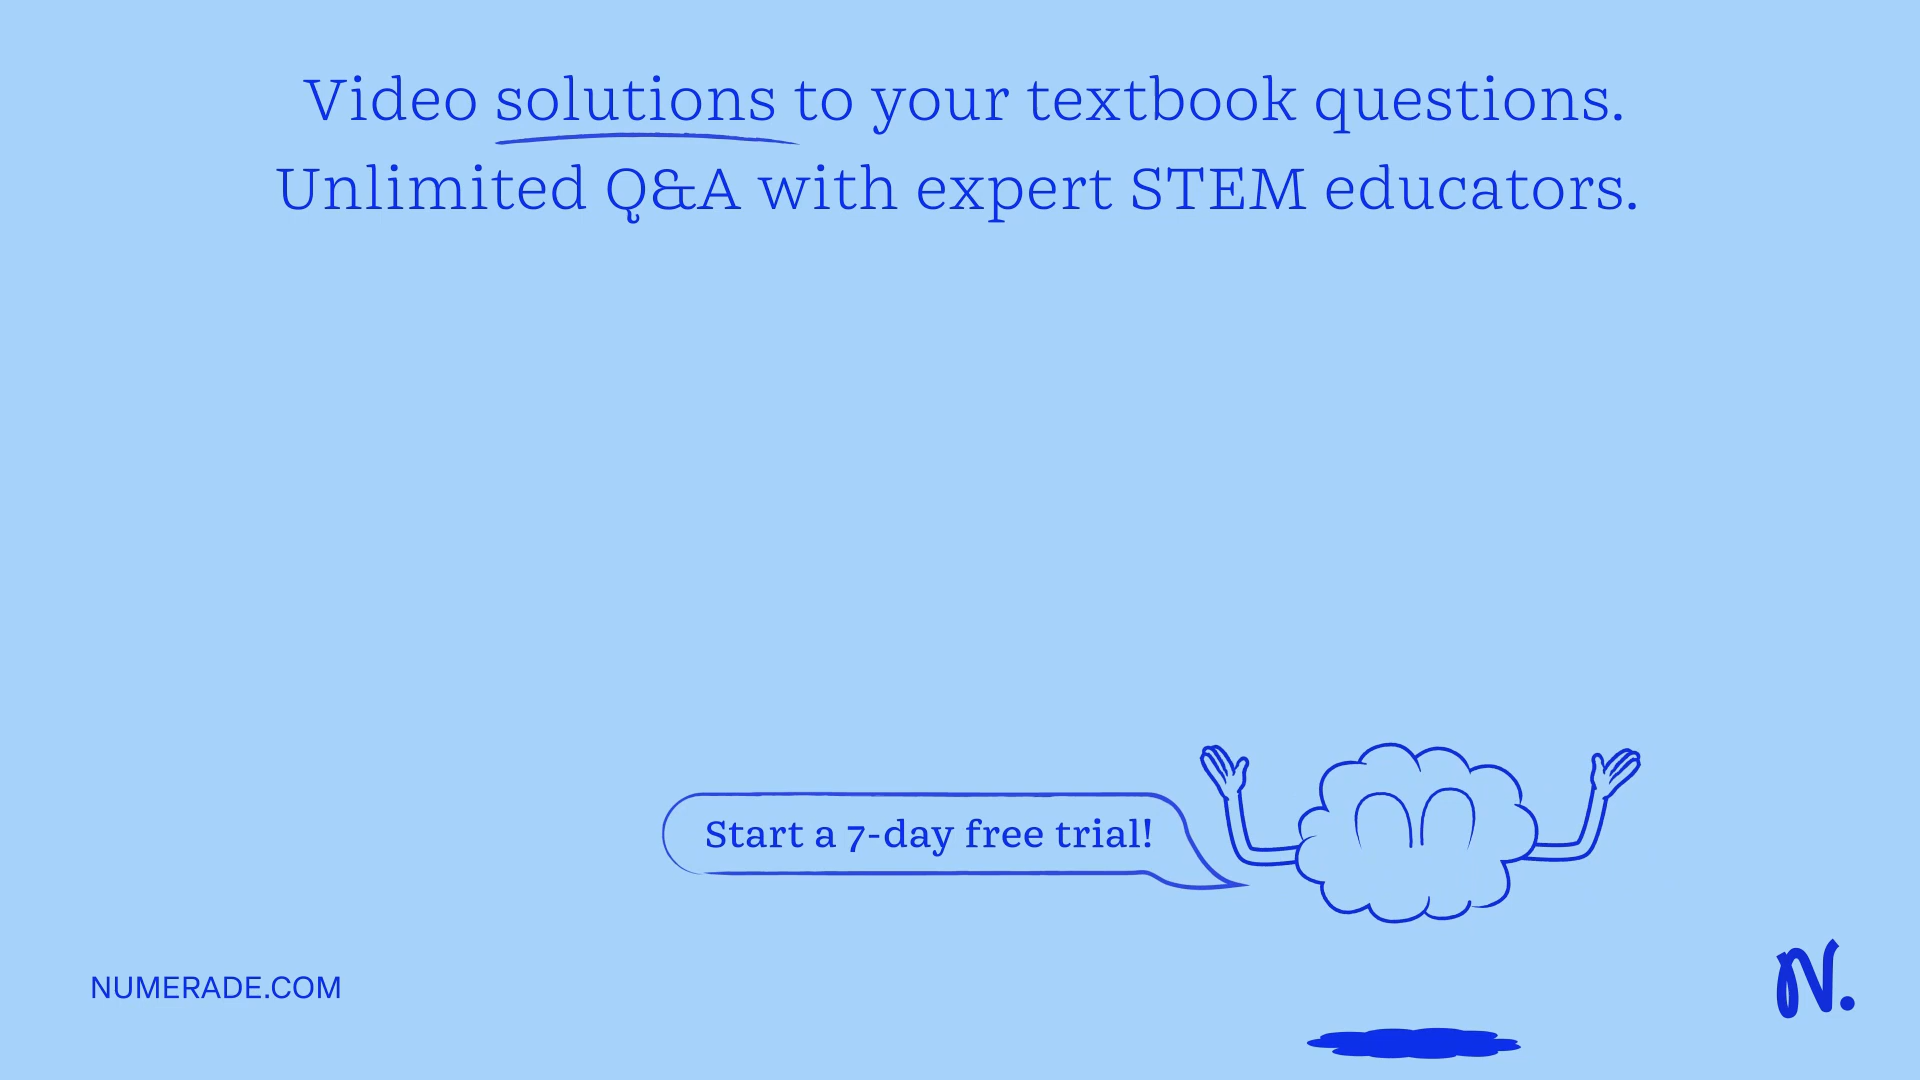 Video solutions to your textbook questions.
Unlimited Q&A with expert STEM educators.
Start a 7-day free trial!
NUMERADE.COM
N.